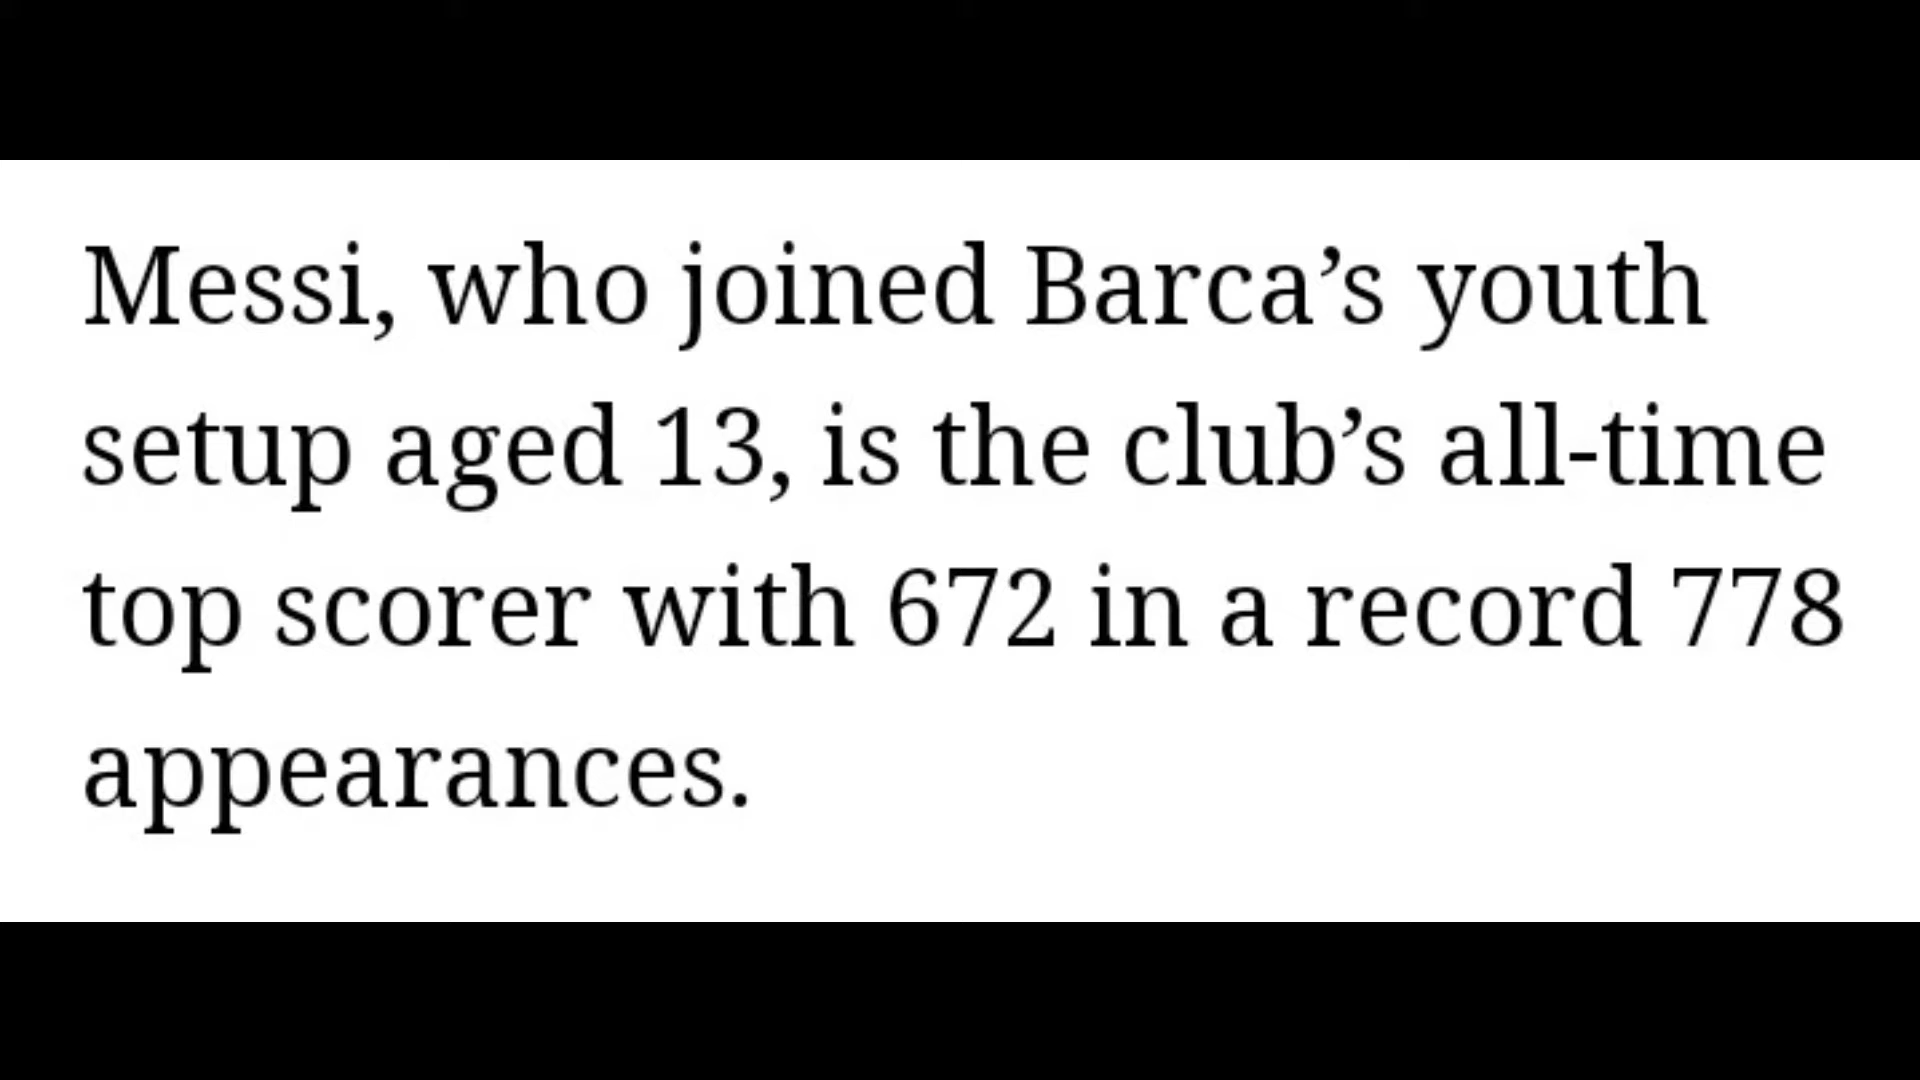 Messi, who joined Barca’s youth
setup aged 13, is the club’s all-time
top scorer with 672 in a record 778
appearances.